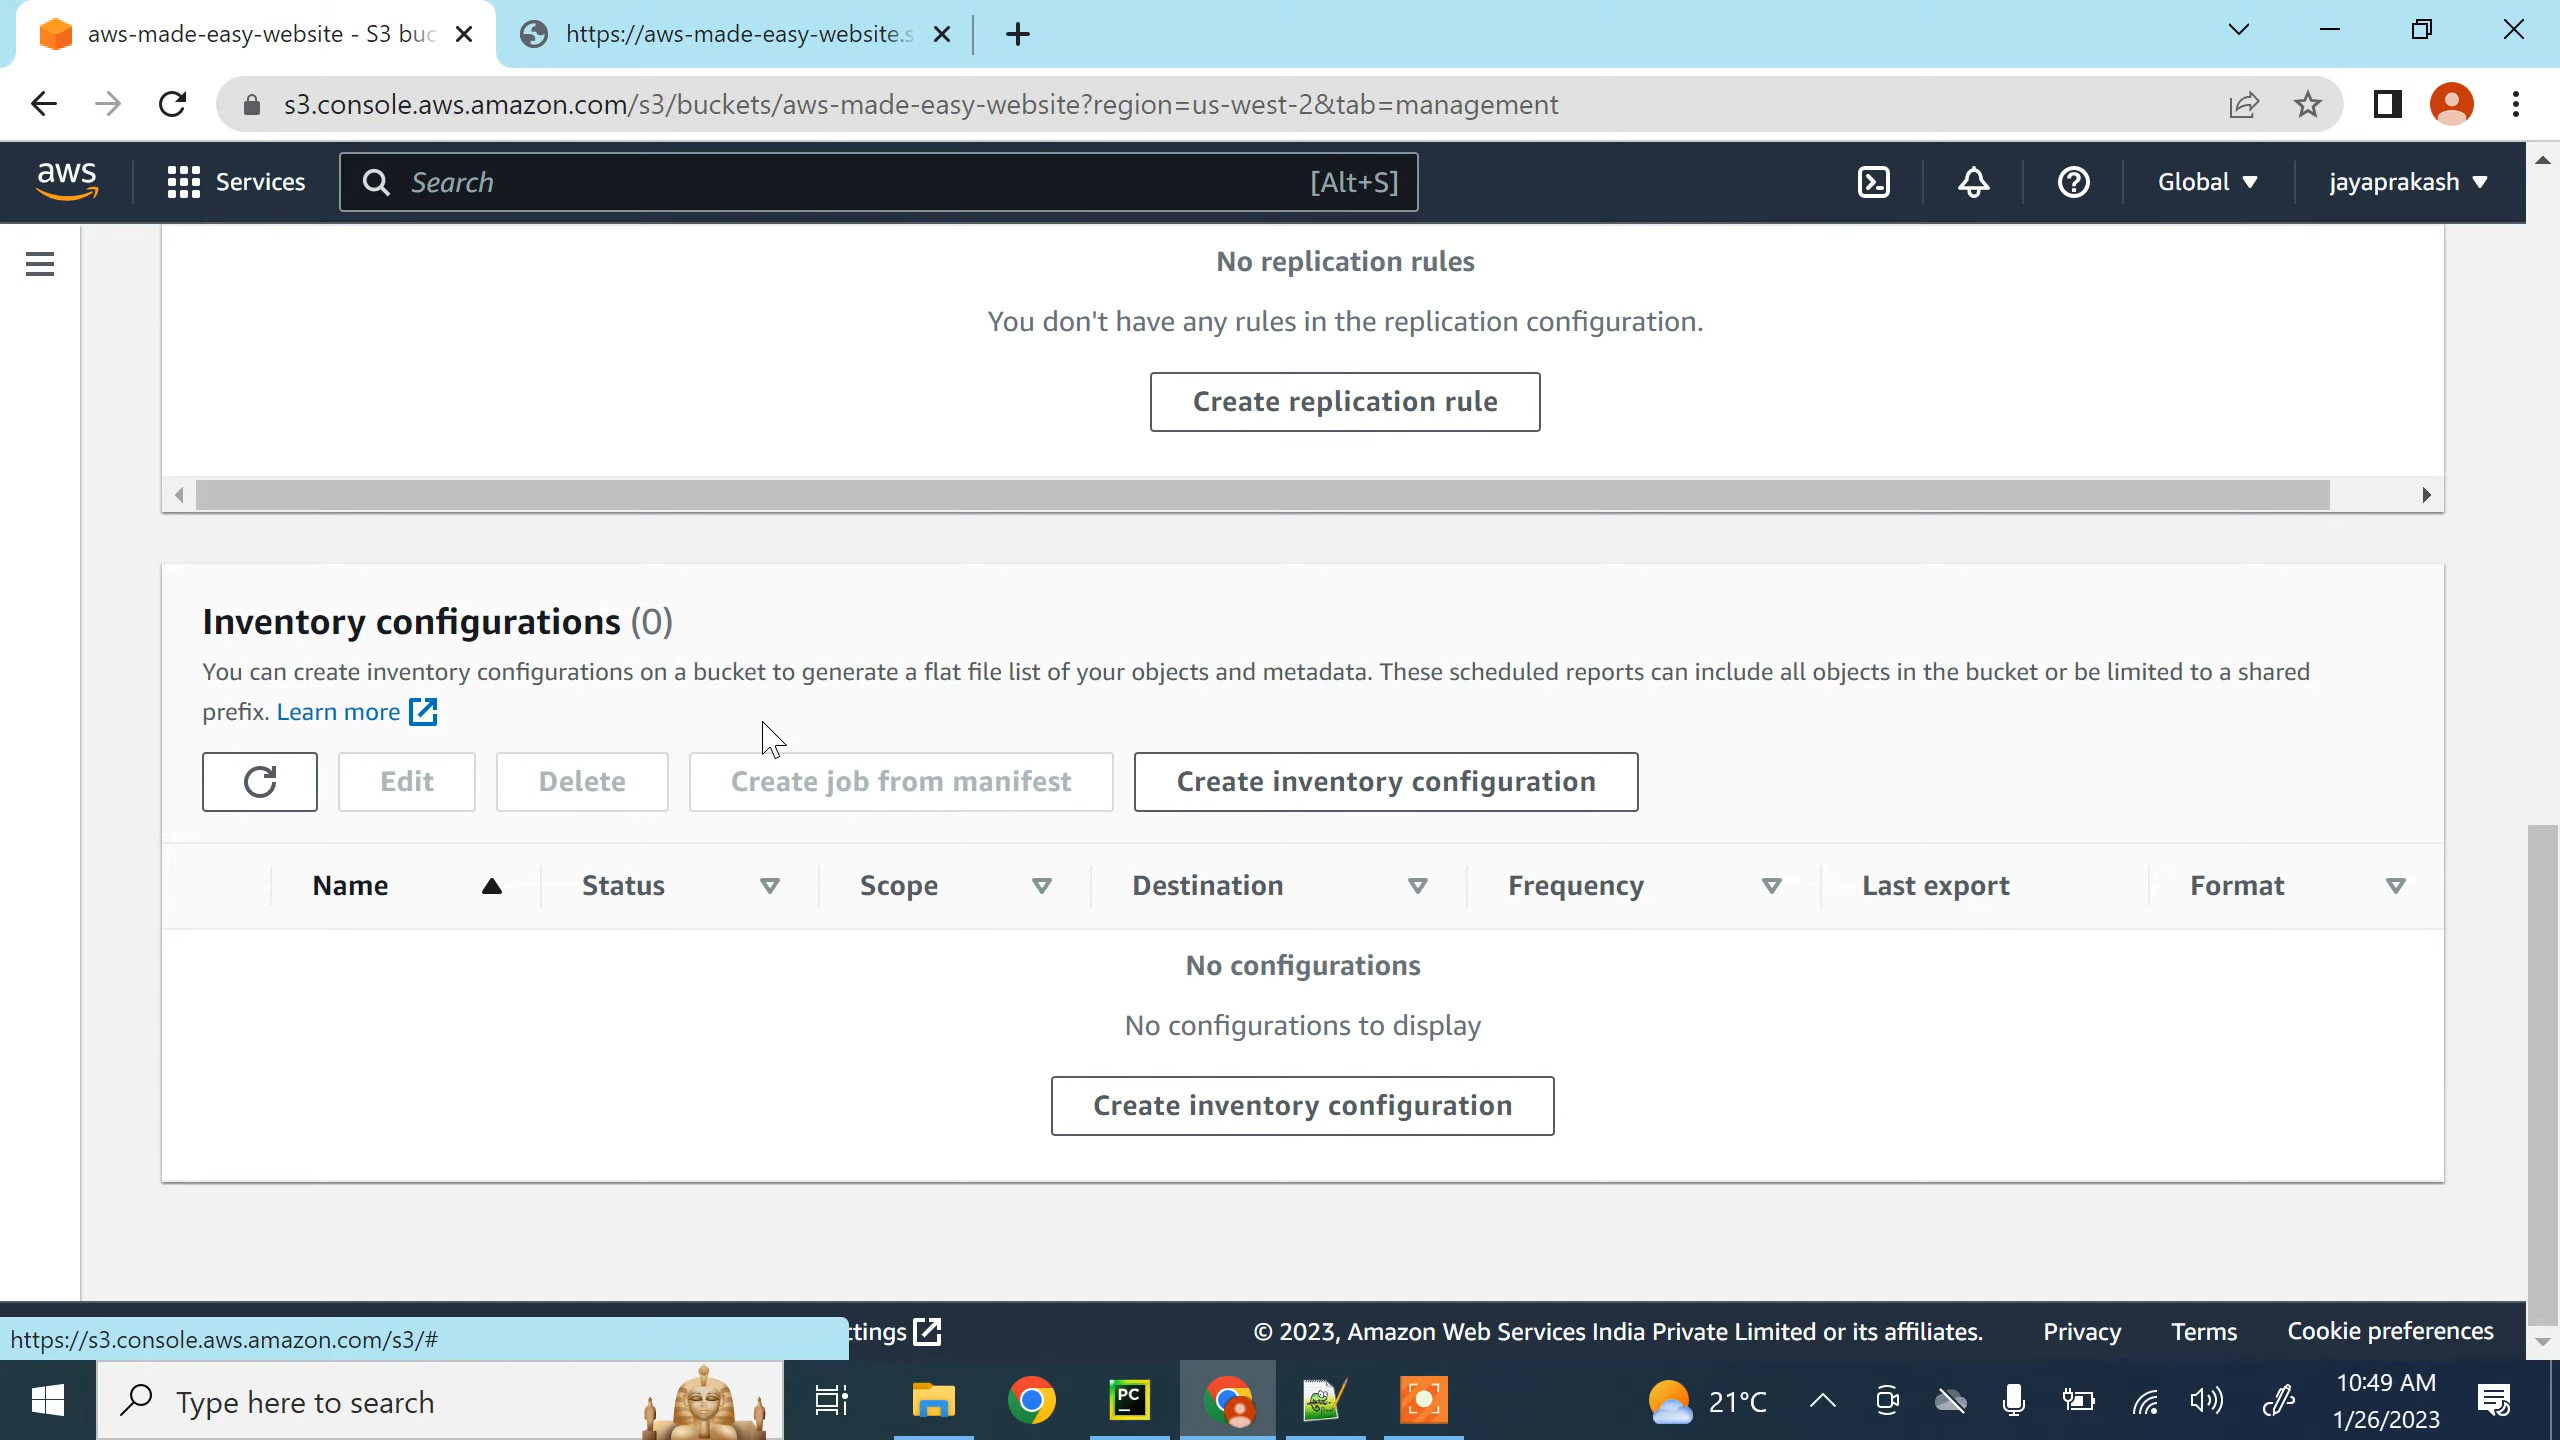 aws-made-easy-website - S3 buc
https://aws-made-easy-website.s
s3.console.aws.amazon.com/s3/buckets/aws-made-easy-website?region=us-west-2&tab=management
aws
Services
Search
[Alt+S]
Global
jayaprakash
No replication rules
You don't have any rules in the replication configuration.
Create replication rule
Inventory configurations (0)
You can create inventory configurations on a bucket to generate a flat file list of your objects and metadata. These scheduled reports can include all objects in the bucket or be limited to a shared
prefix. Learn more
Edit
Delete
Create job from manifest
Create inventory configuration
Name
Status
Scope
Destination
Frequency
Last export
Format
No configurations
No configurations to display
Create inventory configuration
https://s3.console.aws.amazon.com/s3/#
ttings
© 2023, Amazon Web Services India Private Limited or its affiliates.
Privacy
Terms
Cookie preferences
Type here to search
PC
21°C
10:49 AM
1/26/2023